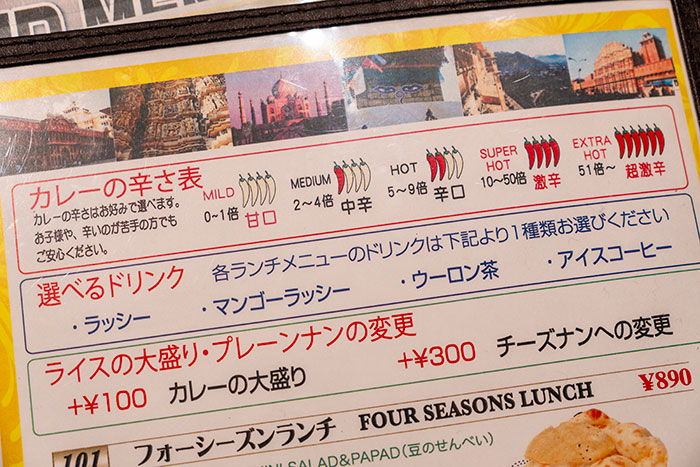 カレーの辛さ表
カレーの辛さはお好みで選べます。
お子様や、辛いのが苦手の方でも
ご安心ください。
MILD
0~1倍 甘口
MEDIUM
2~4倍 中辛
HOT
5~9倍 辛口
SUPER HOT
10~50倍 激辛
EXTRA HOT
51倍~ 超激辛
選べるドリンク 各ランチメニューのドリンクは下記より1種類お選びください
・ラッシー ・マンゴーラッシー ・ウーロン茶 ・アイスコーヒー
ライスの大盛り・プレーンナンの変更
+¥100 カレーの大盛り +¥300 チーズナンへの変更
101 フォーシーズンランチ FOUR SEASONS LUNCH ¥890
SALAD&PAPAD(豆のせんべい)